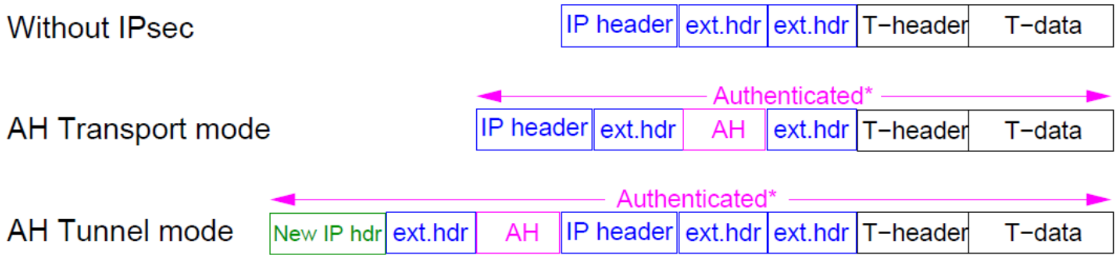 Without IPsec IP header ext.hdr ext.hdr T-header T-data
Authenticated*
AH Transport mode IP header ext.hdr AH ext.hdr T-header T-data
Authenticated*
AH Tunnel mode New IP hdr ext.hdr AH IP header ext.hdr ext.hdr T-header T-data